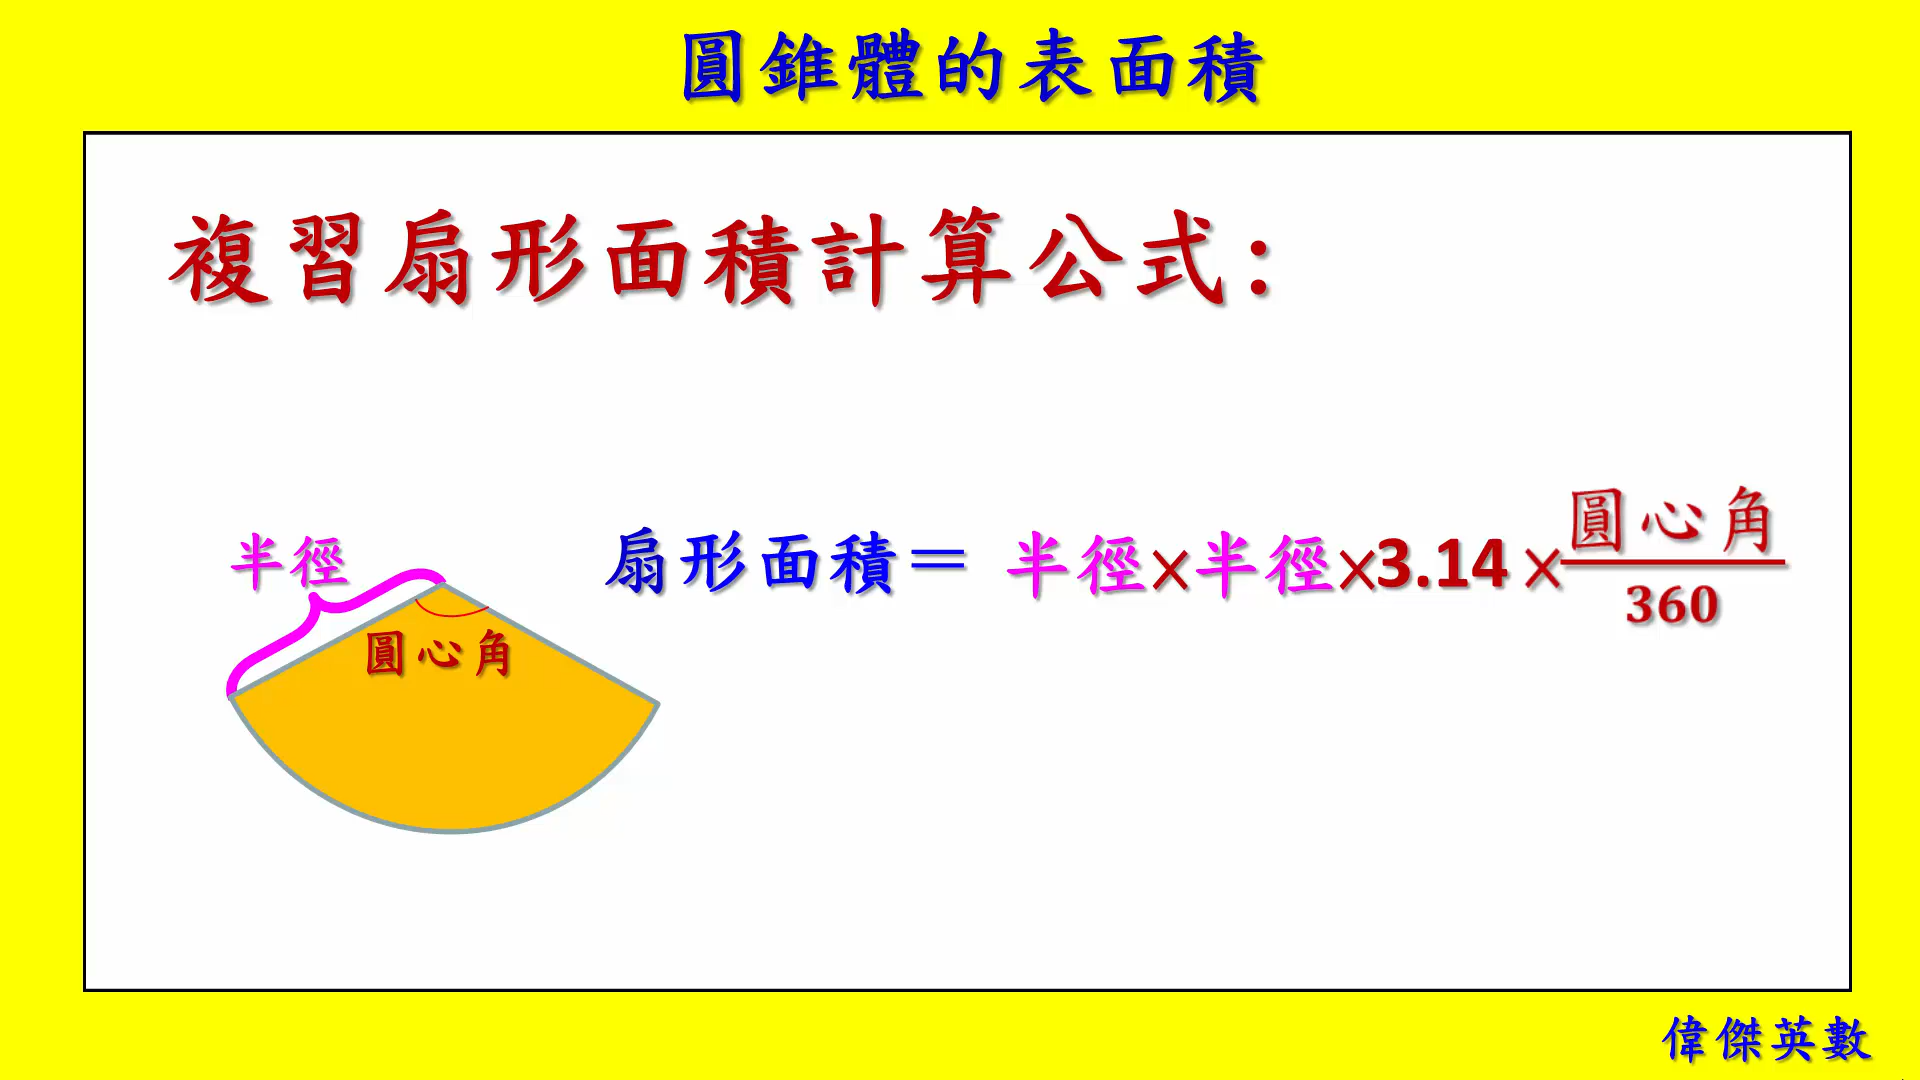 圓錐體的表面積
複習扇形面積計算公式：
半徑
圓心角
扇形面積＝ 半徑×半徑×3.14×圓心角/360
偉傑英數